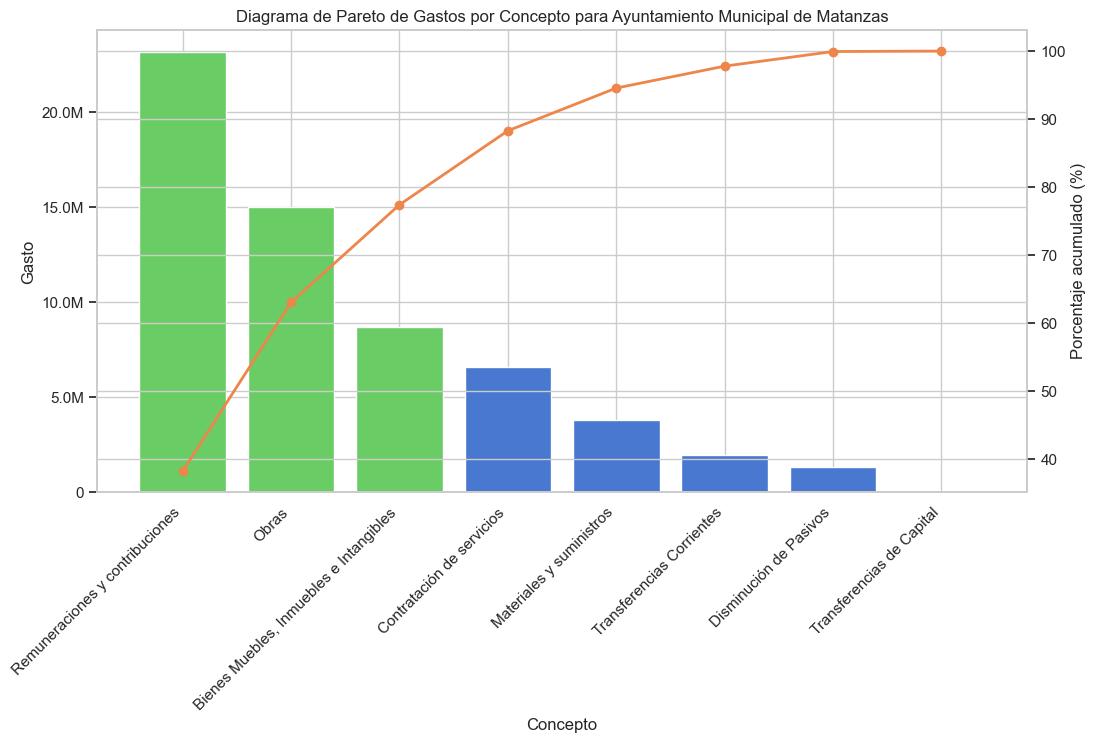 Diagrama de Pareto de Gastos por Concepto para Ayuntamiento Municipal de Matanzas
Gasto
20.0M
15.0M
10.0M
5.0M
0
100
90
80
70
60
50
40
Porcentaje acumulado (%)
Remuneraciones y contribuciones
Obras
Bienes Muebles, Inmuebles e Intangibles
Contratación de servicios
Materiales y suministros
Transferencias Corrientes
Disminución de Pasivos
Transferencias de Capital
Concepto